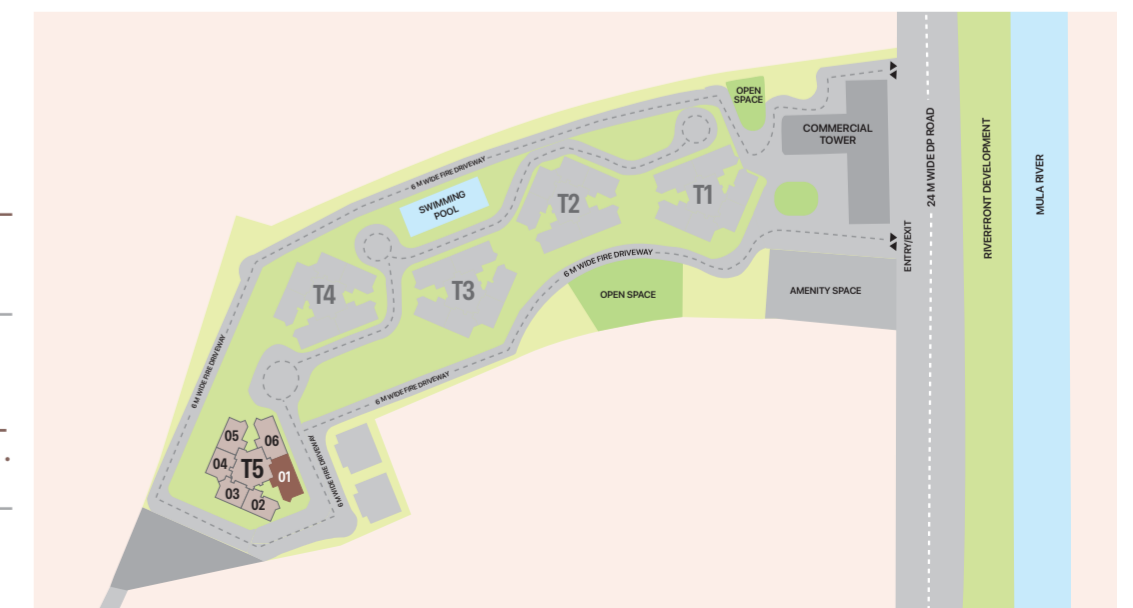 OPEN
SPACE
COMMERCIAL
TOWER
24 M WIDE DP ROAD
RIVERFRONT DEVELOPMENT
MULA RIVER
6 M WIDE FIRE DRIVEWAY
SWIMMING
POOL
T2
T1
ENTRY/EXIT
6 M WIDE FIRE DRIVEWAY
T4
T3
OPEN SPACE
AMENITY SPACE
6 M WIDE FIRE DRIVEWAY
6 M WIDE FIRE DRIVEWAY
05
06
04
T5
01
03
02
6 M WIDE FIRE DRIVEWAY